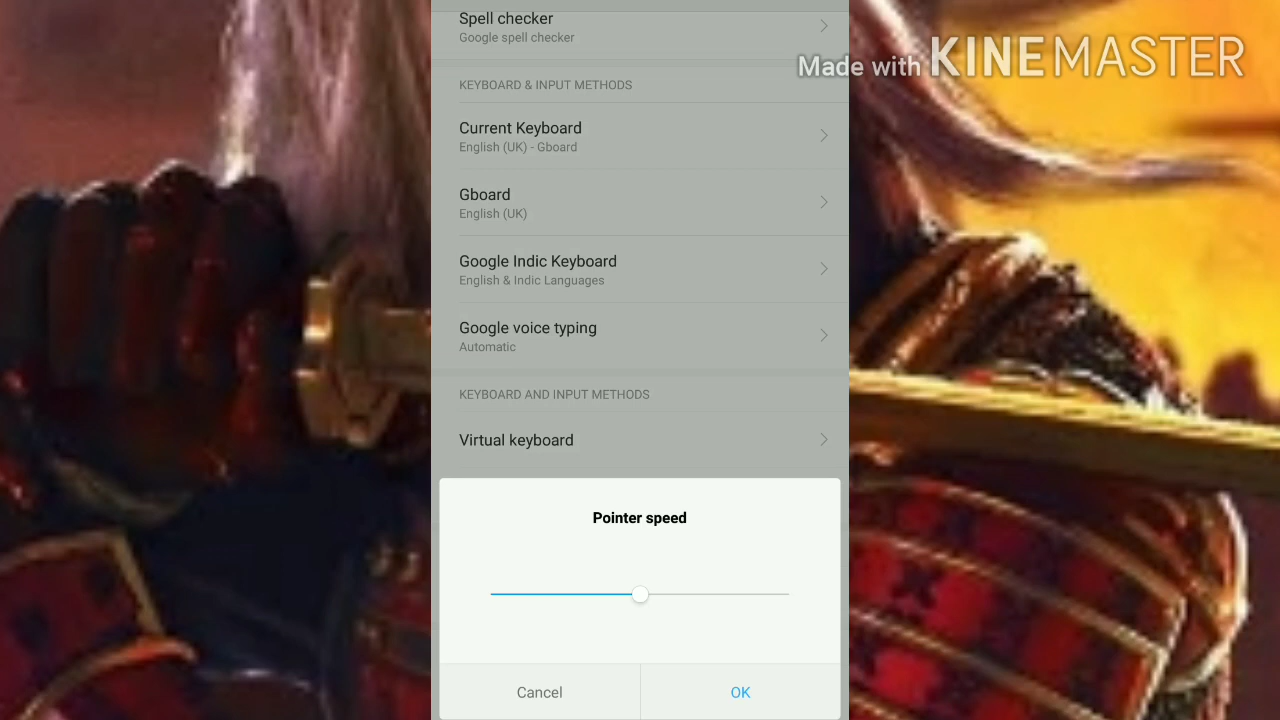 Spell checker
Google spell checker
Made with KINEMASTER
KEYBOARD & INPUT METHODS
Current Keyboard
English (UK) - Gboard
Gboard
English (UK)
Google Indic Keyboard
English & Indic Languages
Google voice typing
Automatic
KEYBOARD AND INPUT METHODS
Virtual keyboard
Pointer speed
Cancel
OK